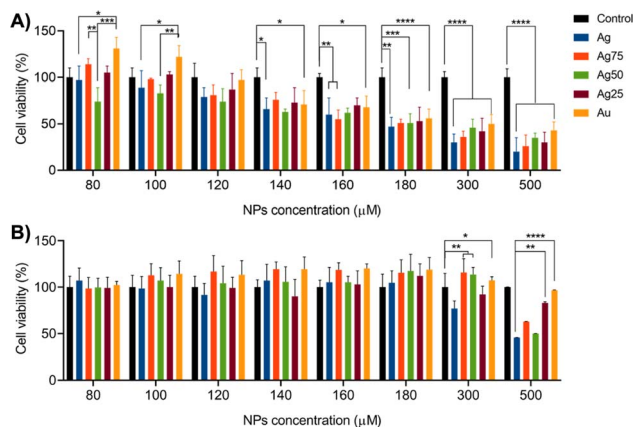 A)
Cell viability (%)
150
100
50
0
* ** *** * ** * * * ** ** *** **** **** ****
80 100 120 140 160 180 300 500
NPs concentration (μM)
Control
Ag
Ag75
Ag50
Ag25
Au
B)
Cell viability (%)
150
100
50
0
* ** **** **
80 100 120 140 160 180 300 500
NPs concentration (μM)